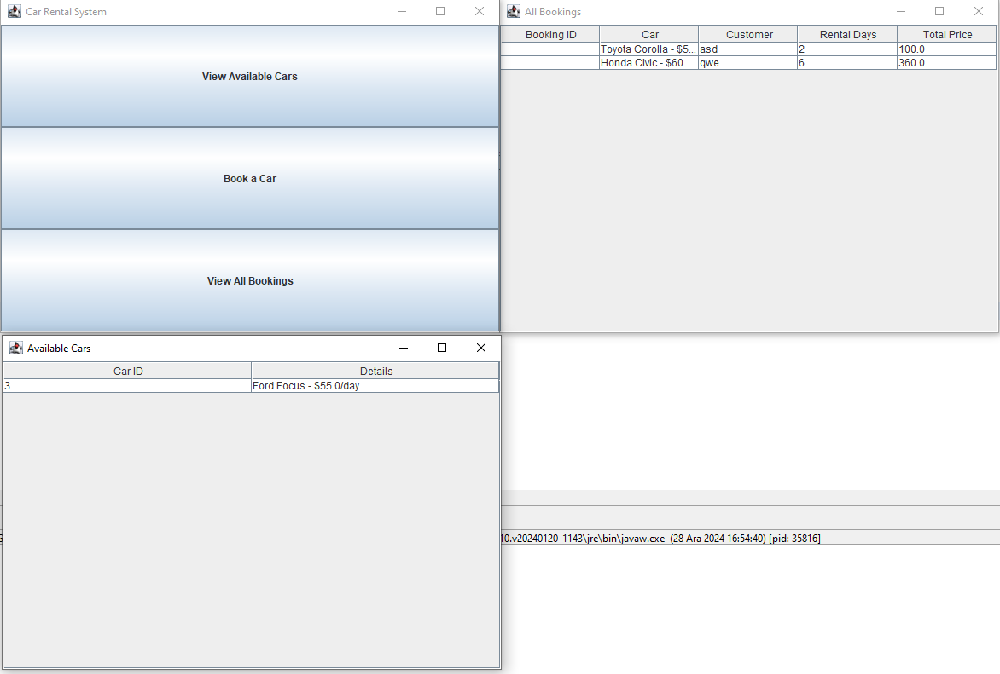 Car Rental System
View Available Cars
Book a Car
View All Bookings
All Bookings
Booking ID Car Customer Rental Days Total Price
Toyota Corolla - $5... asd 2 100.0
Honda Civic - $60.... qwe 6 360.0
Available Cars
Car ID Details
3 Ford Focus - $55.0/day
10.v20240120-1143\jre\bin\javaw.exe (28 Ara 2024 16:54:40) [pid: 35816]